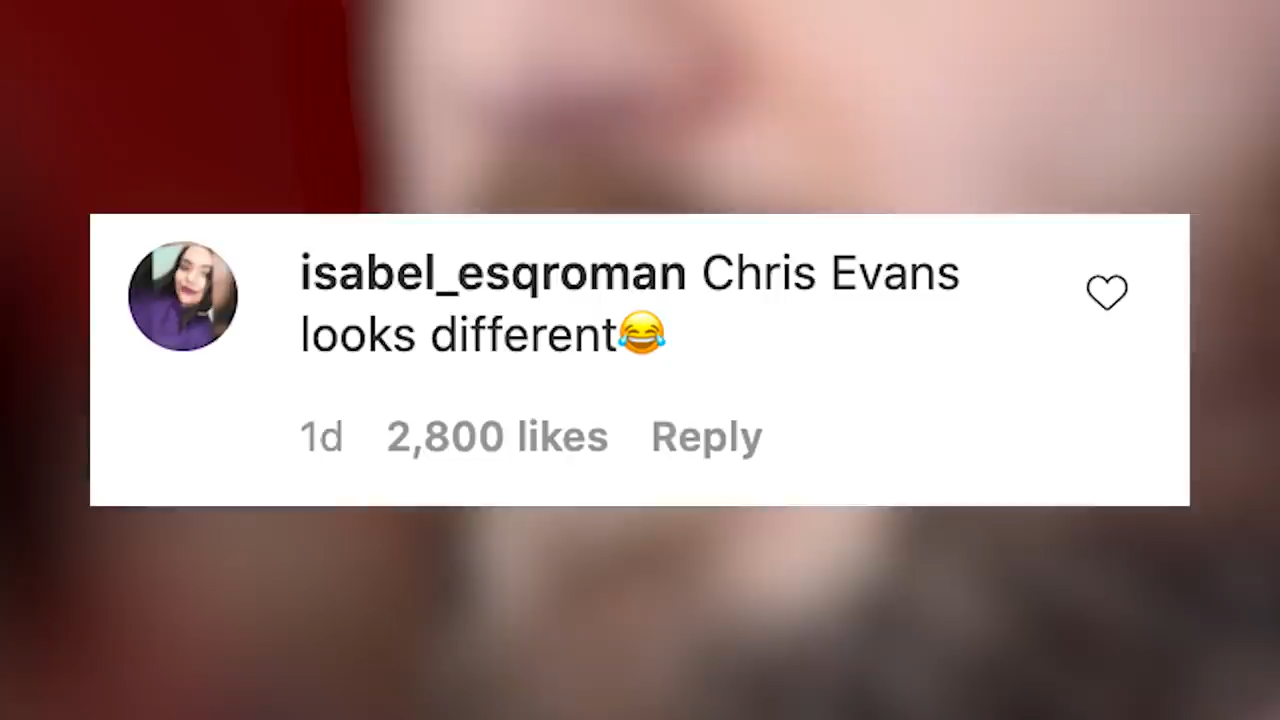 isabel_esqroman Chris Evans
looks different😂
1d 2,800 likes Reply